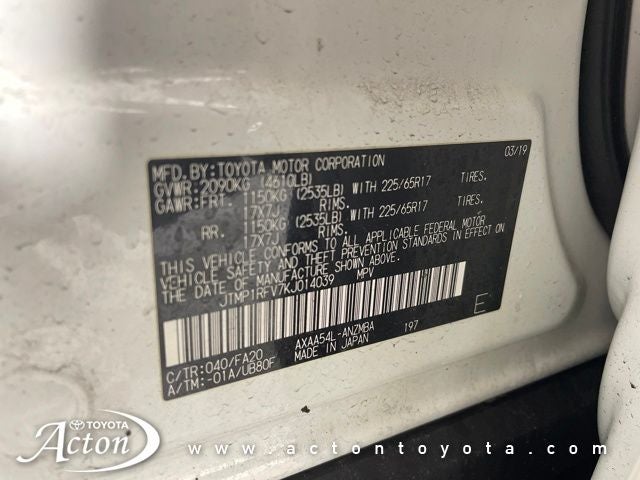 MFD. BY: TOYOTA MOTOR CORPORATION 03/19
GVWR: 2090KG (4610LB)
GAWR: FRT. 1150KG (2535LB) WITH 225/65R17 TIRES.
17X7J RIMS.
RR. 1150KG (2535LB) WITH 225/65R17 TIRES.
17X7J RIMS.
THIS VEHICLE CONFORMS TO ALL APPLICABLE FEDERAL MOTOR
VEHICLE SAFETY AND THEFT PREVENTION STANDARDS IN EFFECT ON
THE DATE OF MANUFACTURE SHOWN ABOVE.
JTMP1RFV7KJ014039 MPV
E
C/TR: 040/FA20 AXAA54L-ANZMBA 197
A/TM: -01A/UB80F MADE IN JAPAN
TOYOTA
Acton
www.actontoyota.com